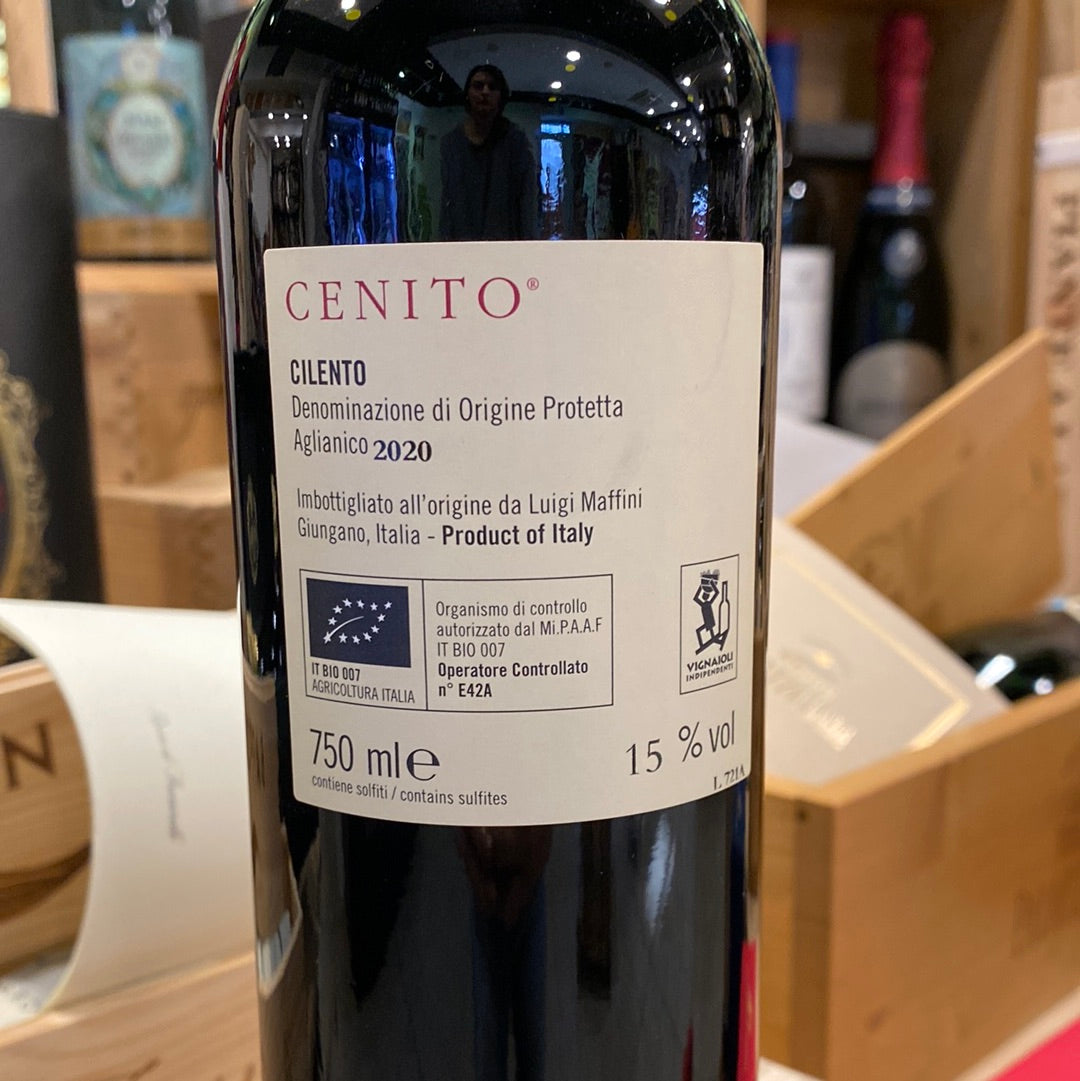 CENITO®
CILENTO
Denominazione di Origine Protetta
Aglianico 2020
Imbottigliato all'origine da Luigi Maffini
Giungano, Italia - Product of Italy
IT BIO 007
AGRICOLTURA ITALIA
Organismo di controllo
autorizzato dal Mi.P.A.A.F
IT BIO 007
Operatore Controllato
n° E42A
VIGNAIOLI
INDIPENDENTI
750 ml e
15 % vol
contiene solfiti / contains sulfites
L. 721A
N